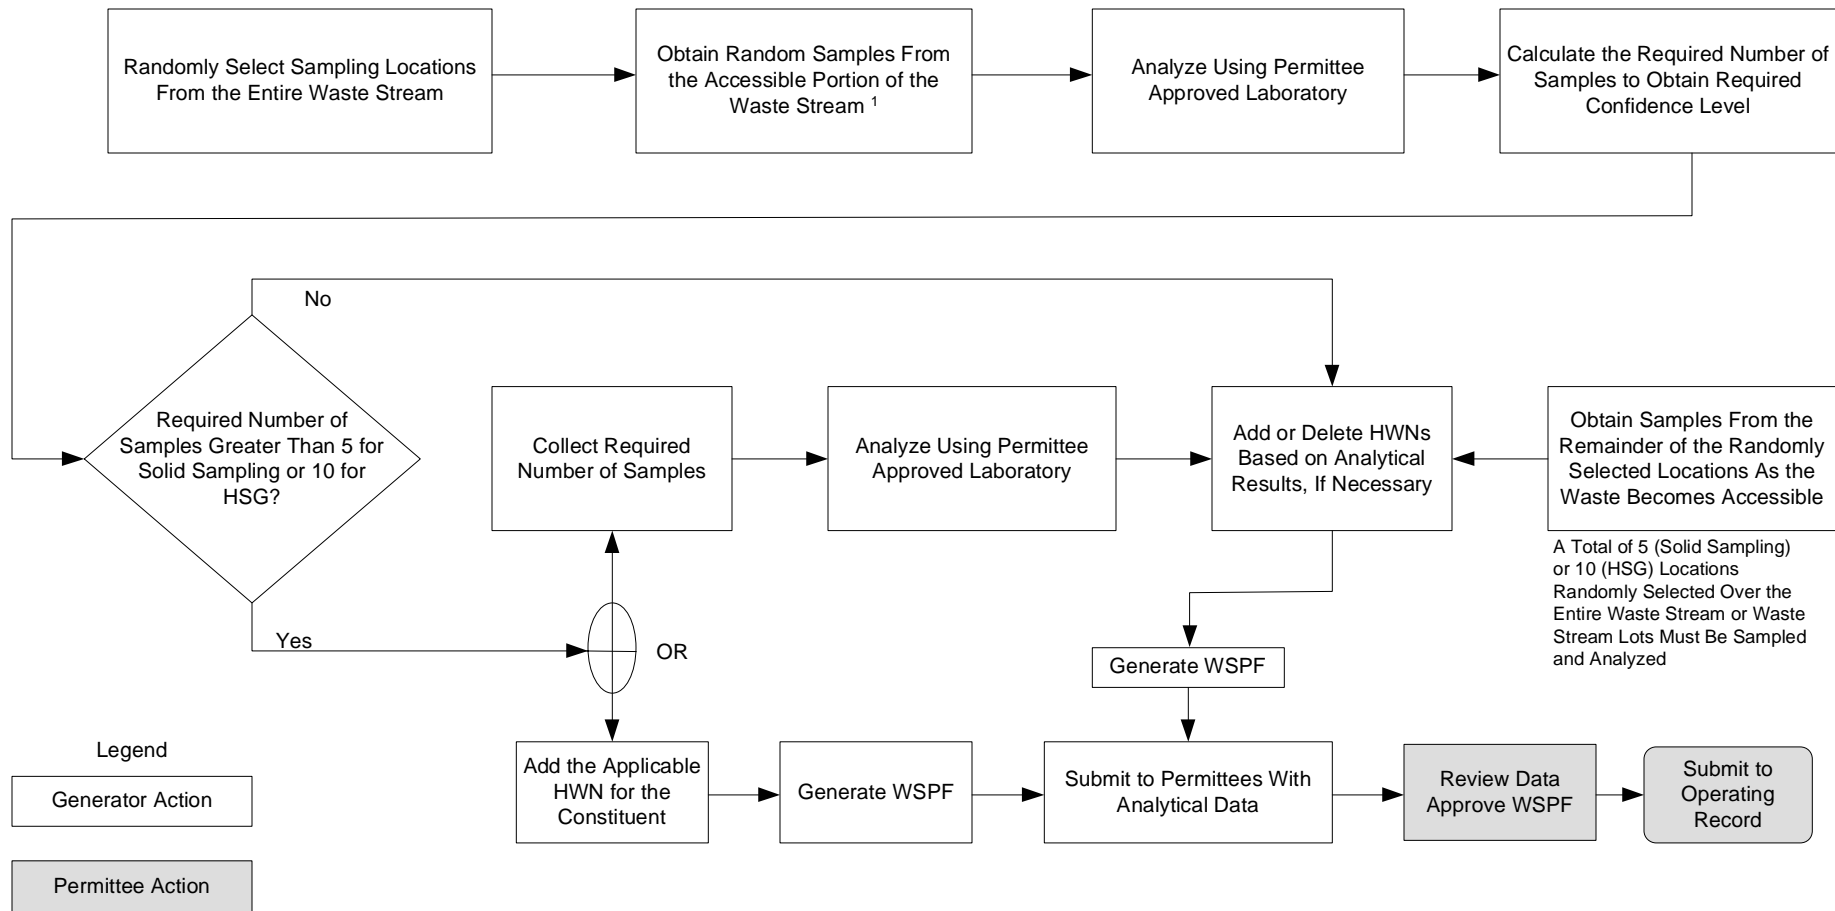 Randomly Select Sampling Locations
From the Entire Waste Stream
Obtain Random Samples From
the Accessible Portion of the
Waste Stream 1
Analyze Using Permittee
Approved Laboratory
Calculate the Required Number of
Samples to Obtain Required
Confidence Level
No
Required Number of
Samples Greater Than 5 for
Solid Sampling or 10 for
HSG?
Collect Required
Number of Samples
Analyze Using Permittee
Approved Laboratory
Add or Delete HWNs
Based on Analytical
Results, If Necessary
Obtain Samples From the
Remainder of the Randomly
Selected Locations As the
Waste Becomes Accessible
A Total of 5 (Solid Sampling)
or 10 (HSG) Locations
Randomly Selected Over the
Entire Waste Stream or Waste
Stream Lots Must Be Sampled
and Analyzed
Yes
OR
Generate WSPF
Legend
Generator Action
Permittee Action
Add the Applicable
HWN for the
Constituent
Generate WSPF
Submit to Permittees With
Analytical Data
Review Data
Approve WSPF
Submit to
Operating
Record